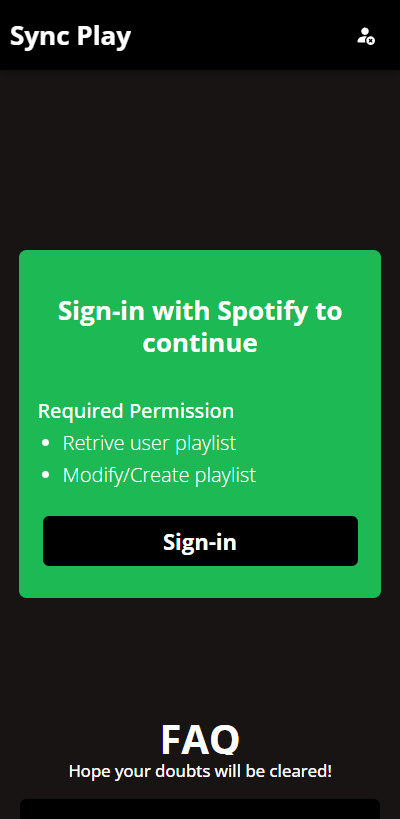 Sync Play
Sign-in with Spotify to
continue
Required Permission
Retrive user playlist
Modify/Create playlist
Sign-in
FAQ
Hope your doubts will be cleared!